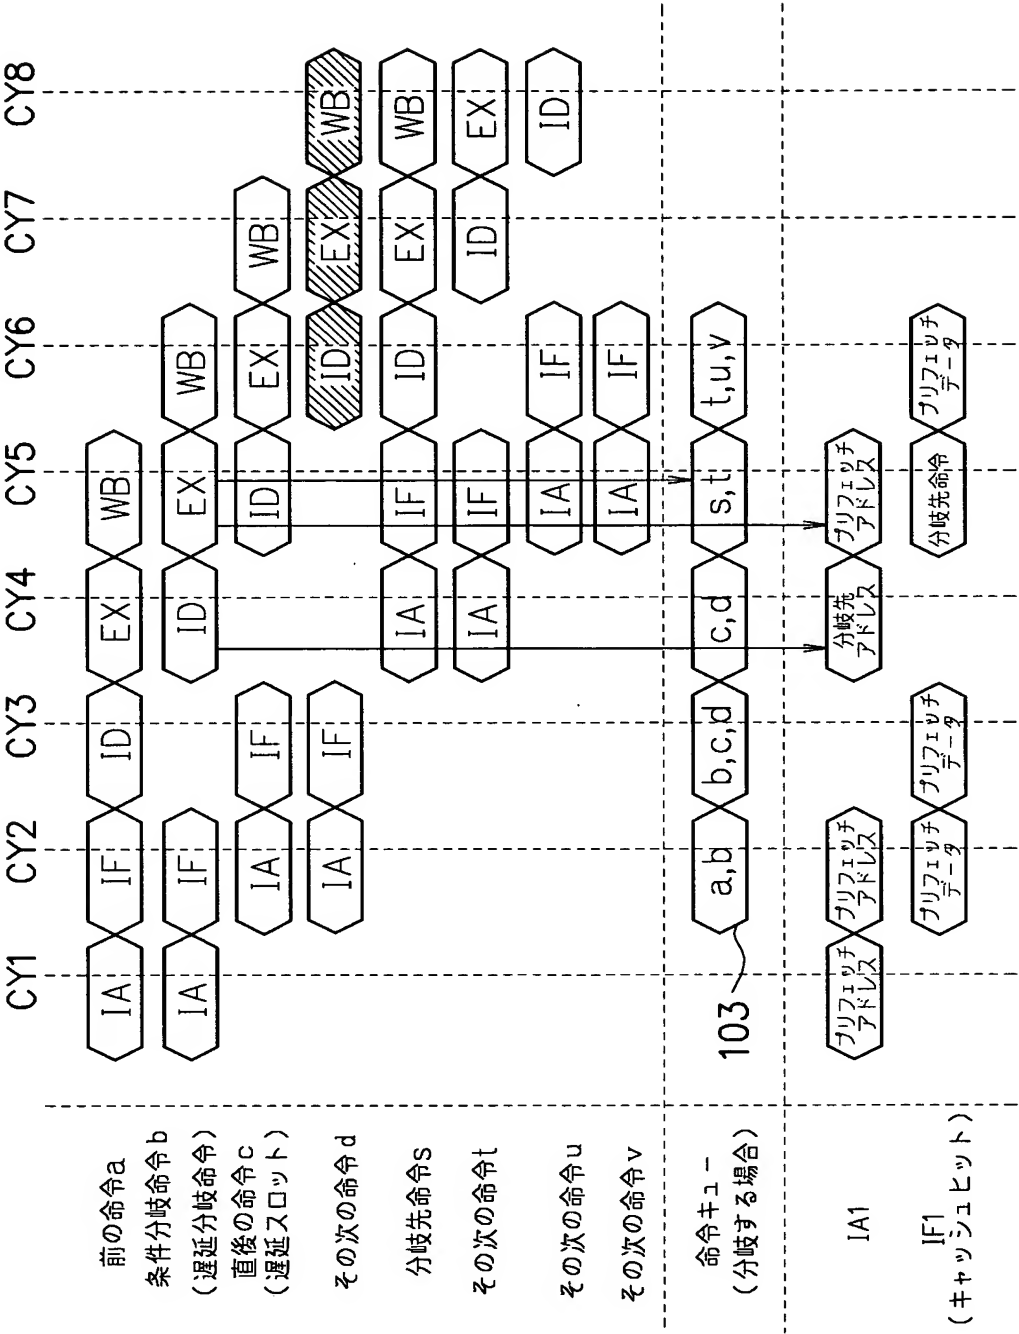 CY1 CY2 CY3 CY4 CY5 CY6 CY7 CY8
前の命令a IA IF ID EX WB
条件分岐命令b
(遅延分岐命令) IA IF ID EX WB
直後の命令c
(遅延スロット) IA IF ID EX WB
その次の命令d IA IF ID EX WB
分岐先命令s IA IF ID EX WB
その次の命令t IA IF ID EX
その次の命令u IA IF ID
その次の命令v IA IF
命令キュー
(分岐する場合) a,b b,c,d c,d s,t t,u,v
103
IA1 プリフェッチ
アドレス プリフェッチ
アドレス 分岐先
アドレス プリフェッチ
アドレス
IF1
(キャッシュヒット) プリフェッチ
データ プリフェッチ
データ 分岐先命令 プリフェッチ
データ